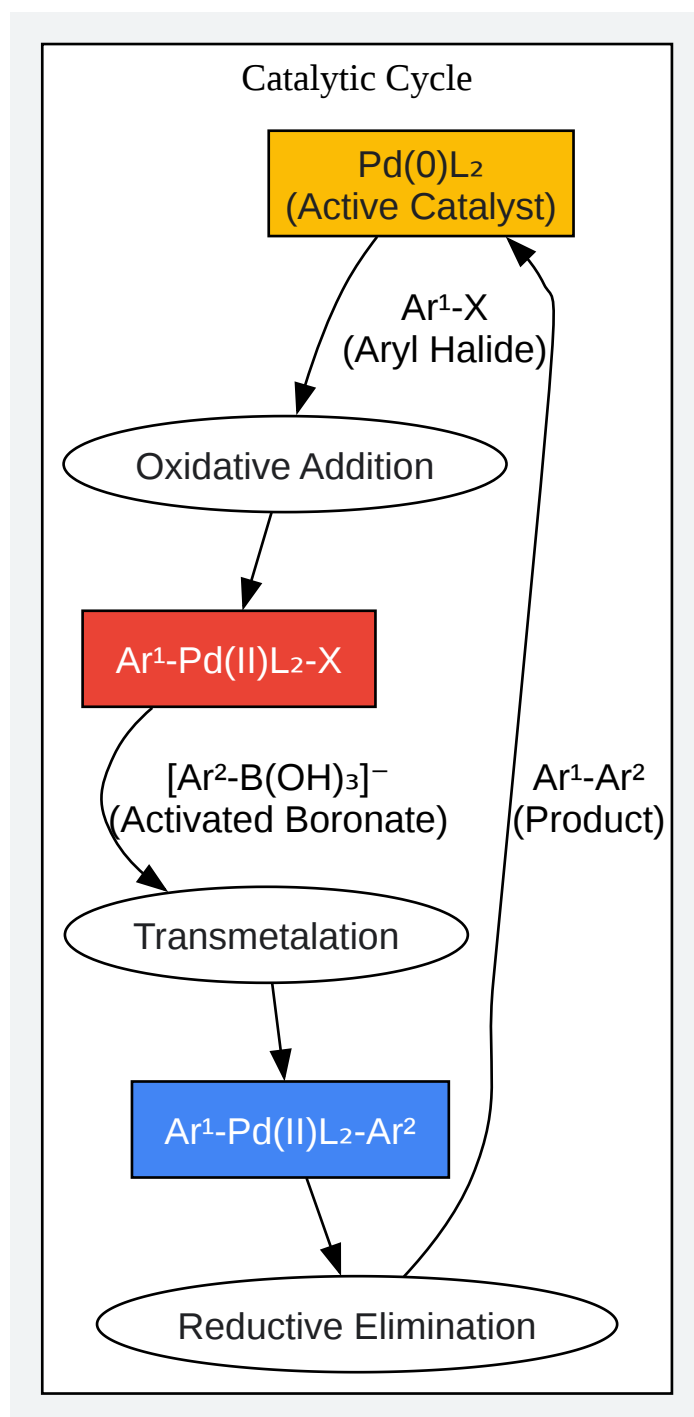 Catalytic Cycle
Pd(0)L₂
(Active Catalyst)
Ar¹-X
(Aryl Halide)
Oxidative Addition
Ar¹-Pd(II)L₂-X
[Ar²-B(OH)₃]⁻
(Activated Boronate)
Ar¹-Ar²
(Product)
Transmetalation
Ar¹-Pd(II)L₂-Ar²
Reductive Elimination